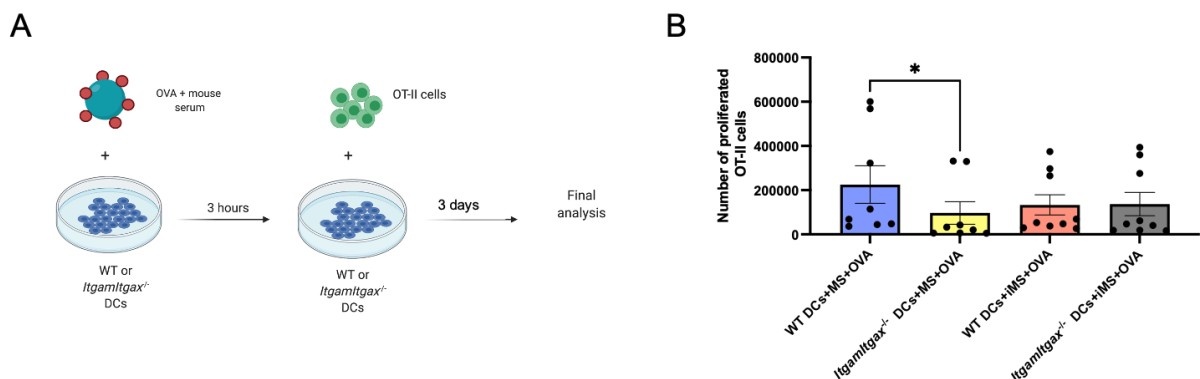 A
OVA + mouse
serum
+
WT or
ItgamItgax-/-
DCs
3 hours
OT-II cells
+
WT or
ItgamItgax-/-
DCs
3 days
Final
analysis
B
Number of proliferated
OT-II cells
800000
600000
400000
200000
0
*
WT DCs+MS+OVA
ItgamItgax-/- DCs+MS+OVA
WT DCs+iMS+OVA
ItgamItgax-/- DCs+iMS+OVA